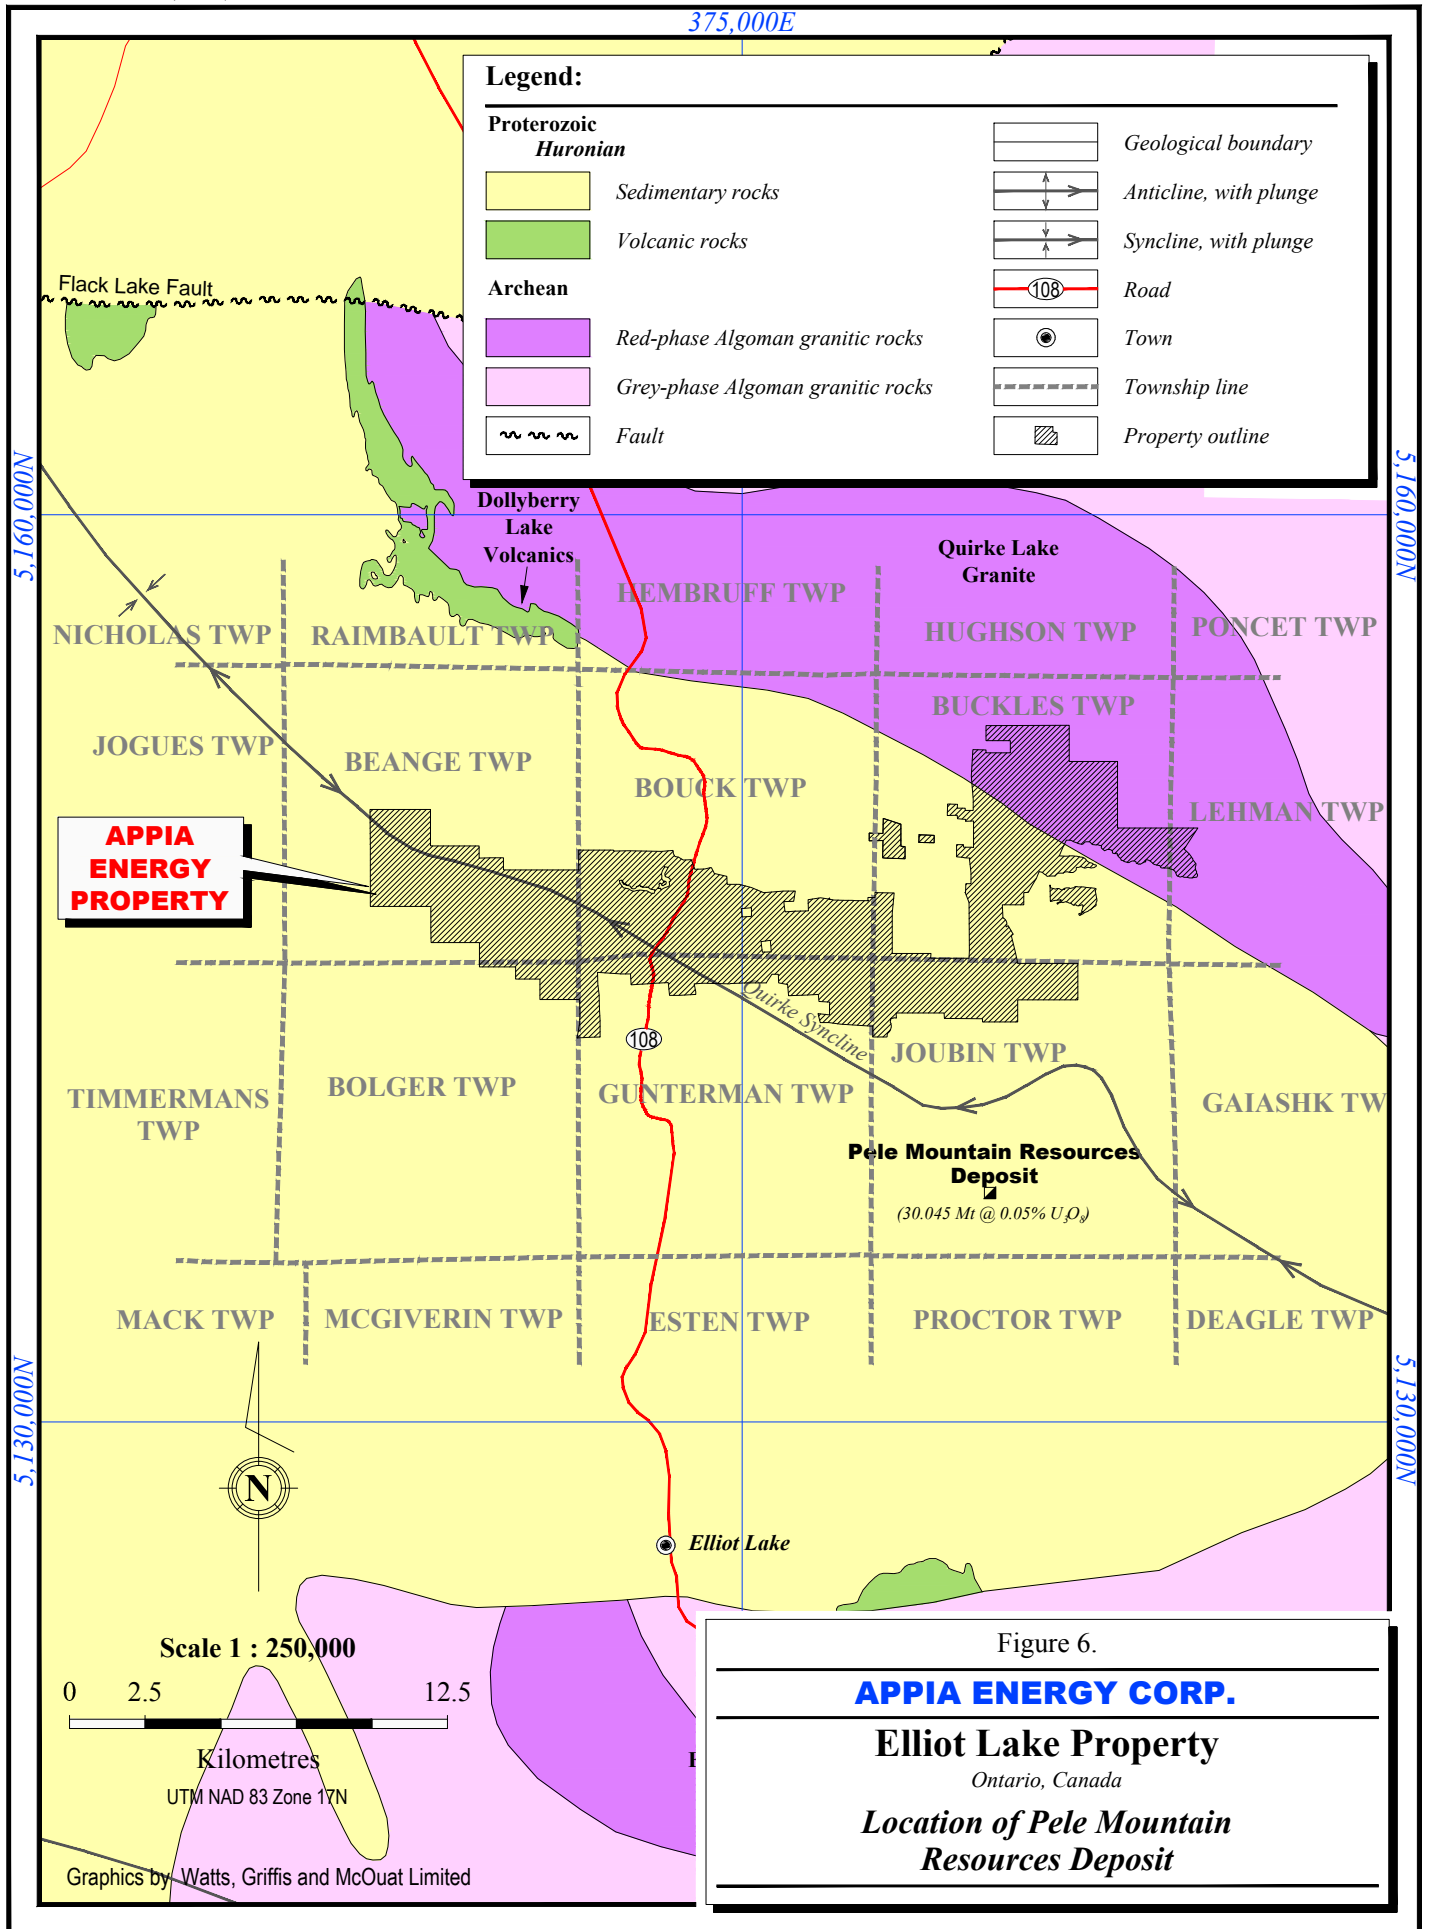 375,000E
Legend:
Proterozoic
Huronian
Sedimentary rocks
Volcanic rocks
Archean
Red-phase Algoman granitic rocks
Grey-phase Algoman granitic rocks
Fault
Geological boundary
Anticline, with plunge
Syncline, with plunge
108
Road
Town
Township line
Property outline
Flack Lake Fault
5,160,000N
5,160,000N
Dollyberry
Lake
Volcanics
Quirke Lake
Granite
HEMBRUFF TWP
NICHOLAS TWP
RAIMBAULT TWP
HUGHSON TWP
PONCET TWP
BUCKLES TWP
JOGUES TWP
BEANGE TWP
BOUCK TWP
LEHMAN TWP
APPIA
ENERGY
PROPERTY
Quirke Syncline
108
JOUBIN TWP
TIMMERMANS
TWP
BOLGER TWP
GUNTERMAN TWP
GAIASHK TW
Pele Mountain Resources
Deposit
(30.045 Mt @ 0.05% U3O8)
MACK TWP
MCGIVERIN TWP
ESTEN TWP
PROCTOR TWP
DEAGLE TWP
5,130,000N
5,130,000N
N
Elliot Lake
Scale 1 : 250,000
0 2.5 12.5
Kilometres
UTM NAD 83 Zone 17N
Graphics by Watts, Griffis and McOuat Limited
Figure 6.
APPIA ENERGY CORP.
Elliot Lake Property
Ontario, Canada
Location of Pele Mountain
Resources Deposit